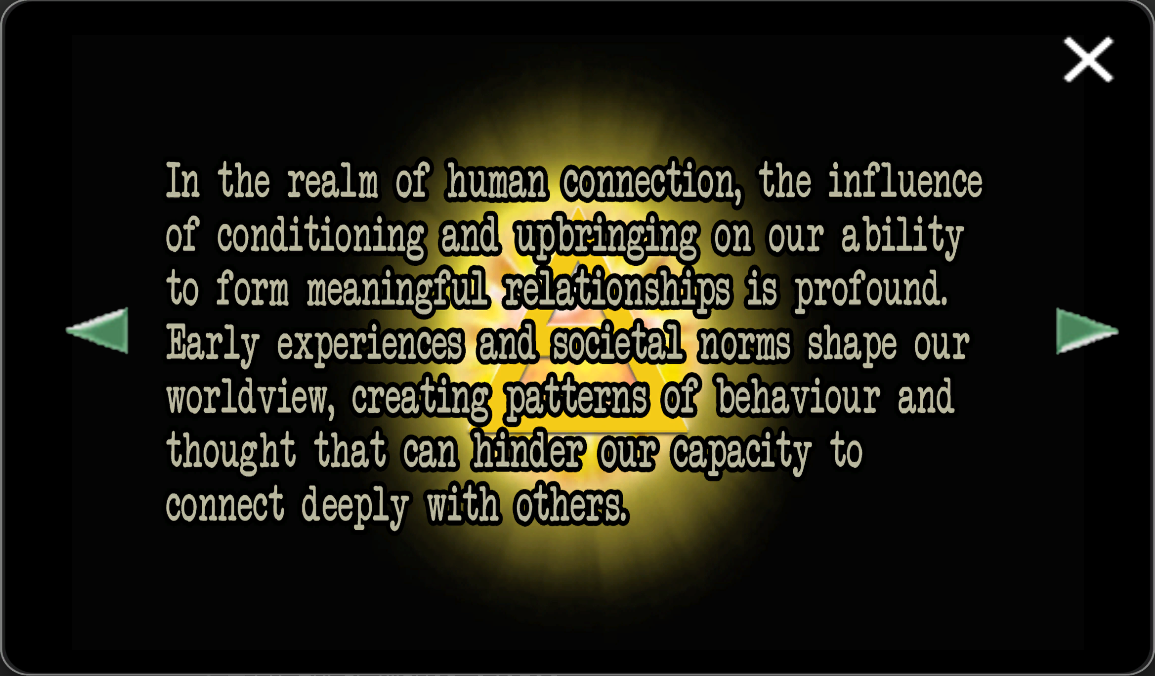 In the realm of human connection, the influence
of conditioning and upbringing on our ability
to form meaningful relationships is profound.
Early experiences and societal norms shape our
worldview, creating patterns of behaviour and
thought that can hinder our capacity to
connect deeply with others.